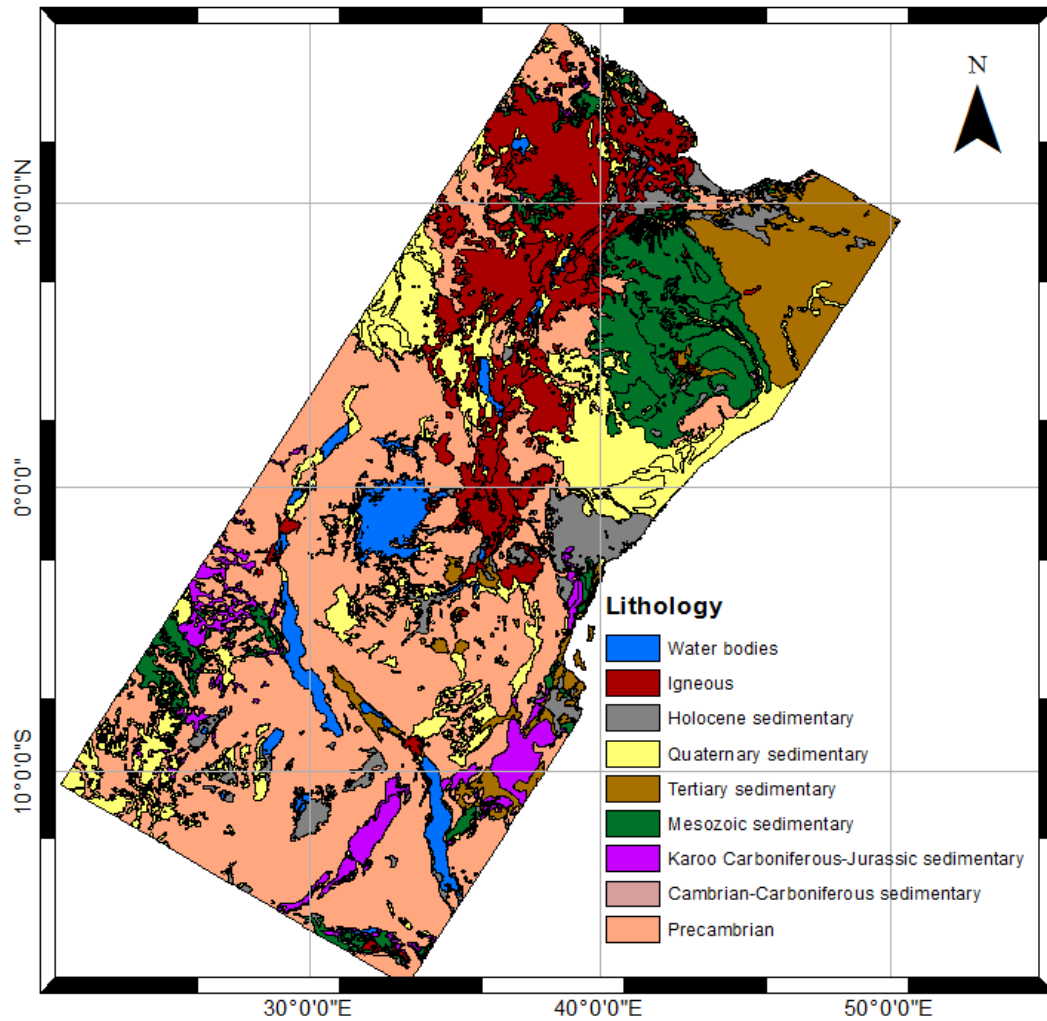 N
10°0'0"N
0°0'0"
10°0'0"S
Lithology
Water bodies
Igneous
Holocene sedimentary
Quaternary sedimentary
Tertiary sedimentary
Mesozoic sedimentary
Karoo Carboniferous-Jurassic sedimentary
Cambrian-Carboniferous sedimentary
Precambrian
30°0'0"E
40°0'0"E
50°0'0"E